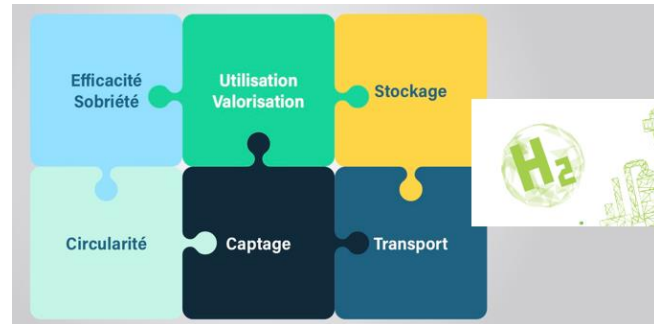 Efficacité
Sobriété
Utilisation
Valorisation
Stockage
H2
Circularité
Captage
Transport